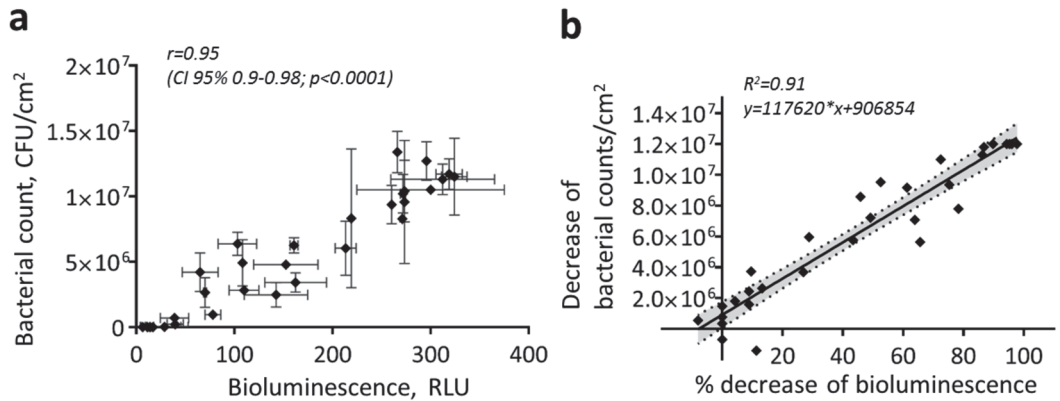 a
r=0.95
(CI 95% 0.9-0.98; p<0.0001)
Bacterial count, CFU/cm²
2×10⁷
1.5×10⁷
1×10⁷
5×10⁶
0
0
100
200
300
400
Bioluminescence, RLU
b
R²=0.91
y=117620*x+906854
Decrease of
bacterial counts/cm²
1.4×10⁷
1.2×10⁷
1.0×10⁷
8.0×10⁶
6.0×10⁶
4.0×10⁶
2.0×10⁶
20
40
60
80
100
% decrease of bioluminescence